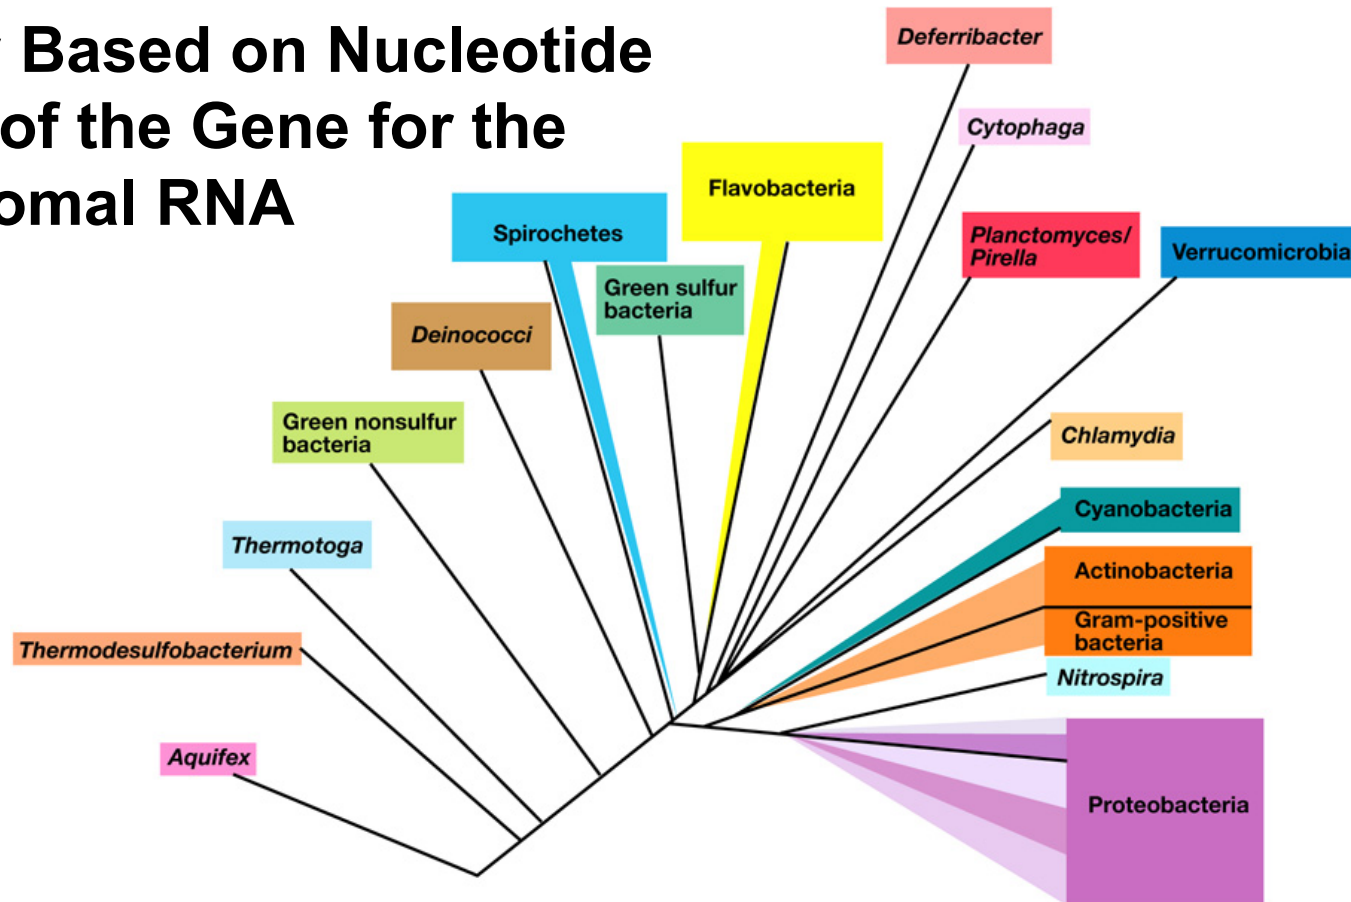 Based on Nucleotide
of the Gene for the
omal RNA
Deferribacter
Cytophaga
Flavobacteria
Planctomyces/
Pirella
Verrucomicrobia
Spirochetes
Green sulfur
bacteria
Deinococci
Green nonsulfur
bacteria
Chlamydia
Cyanobacteria
Thermotoga
Actinobacteria
Gram-positive
bacteria
Thermodesulfobacterium
Nitrospira
Aquifex
Proteobacteria